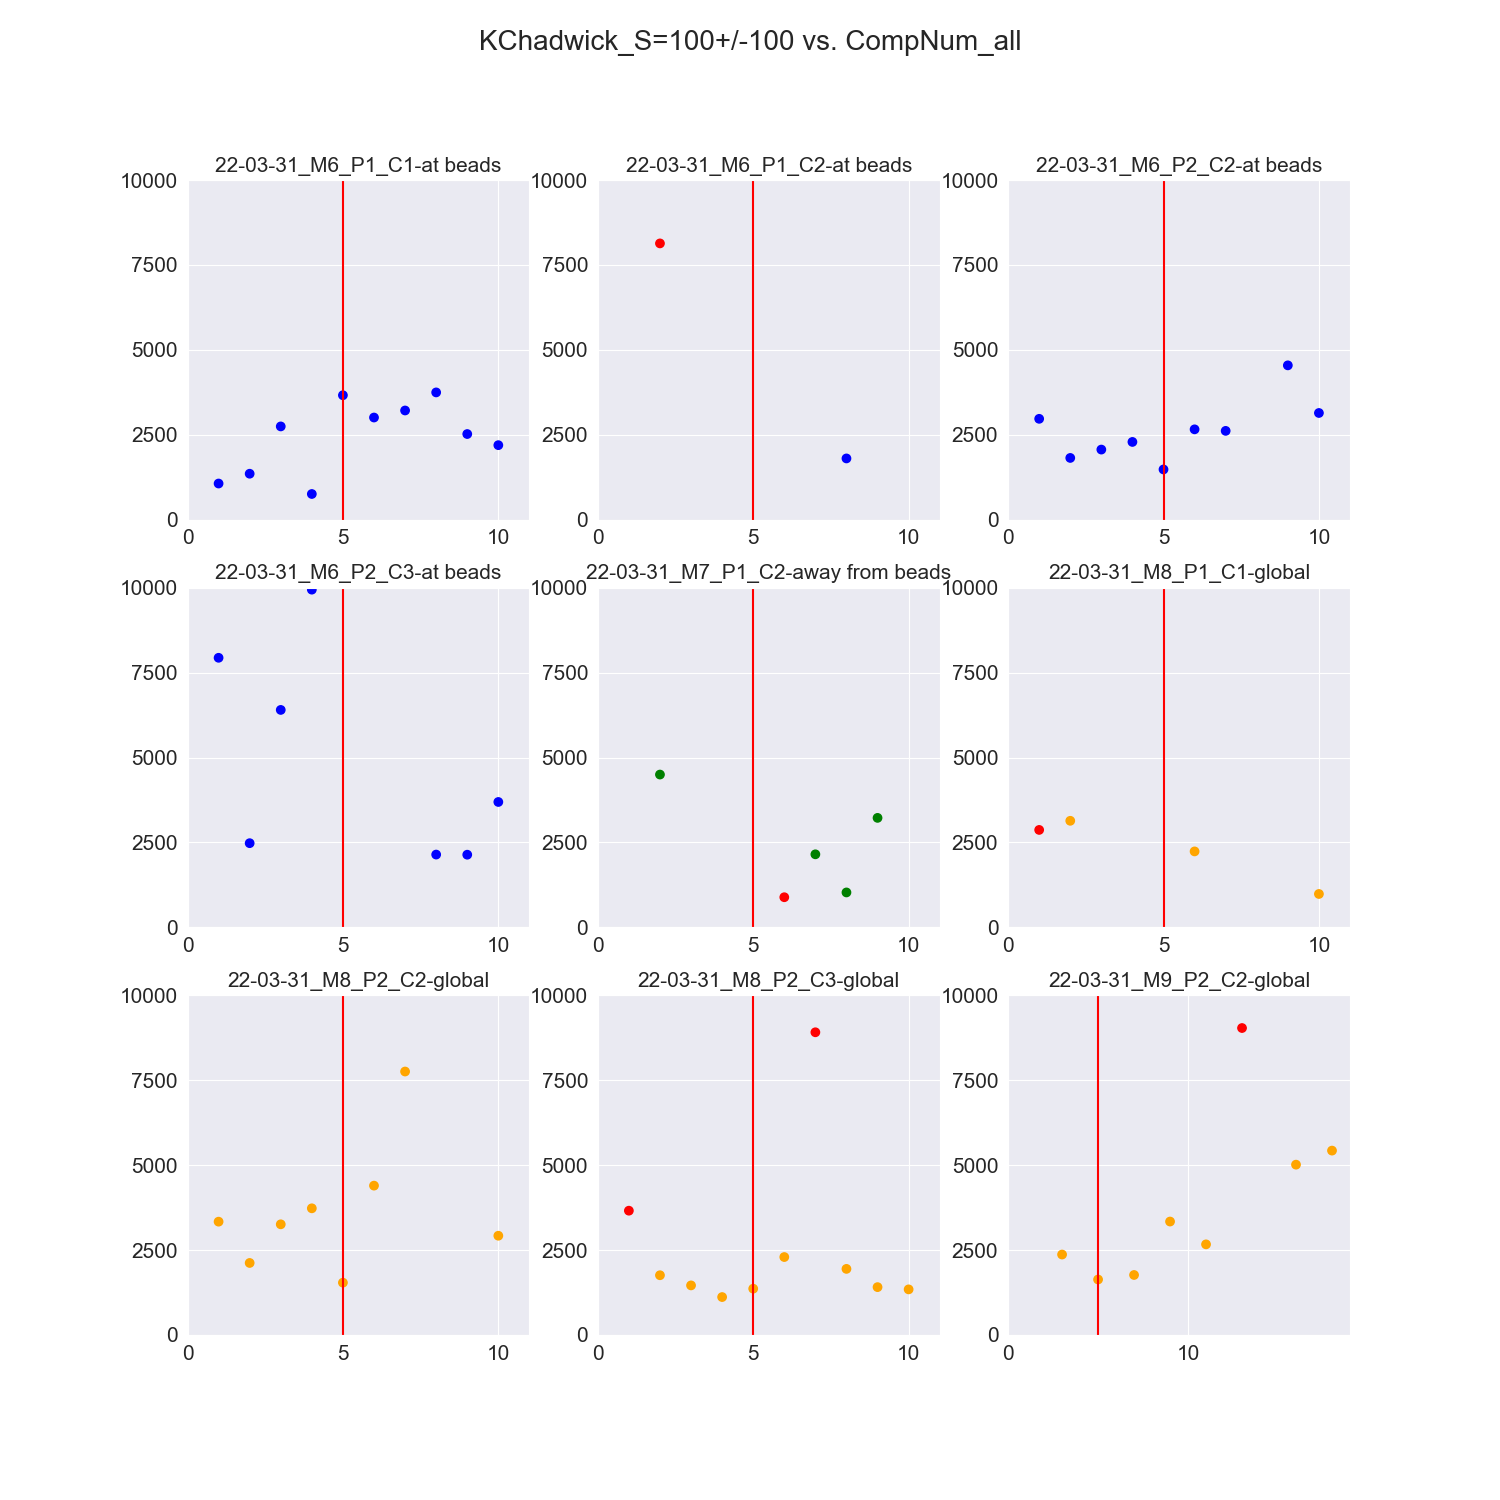 KChadwick_S=100+/-100 vs. CompNum_all
22-03-31_M6_P1_C1-at beads
10000
7500
5000
2500
0
0 5 10
22-03-31_M6_P1_C2-at beads
10000
7500
5000
2500
0
0 5 10
22-03-31_M6_P2_C2-at beads
10000
7500
5000
2500
0
0 5 10
22-03-31_M6_P2_C3-at beads
10000
7500
5000
2500
0
0 5 10
22-03-31_M7_P1_C2-away from beads
10000
7500
5000
2500
0
0 5 10
22-03-31_M8_P1_C1-global
10000
7500
5000
2500
0
0 5 10
22-03-31_M8_P2_C2-global
10000
7500
5000
2500
0
0 5 10
22-03-31_M8_P2_C3-global
10000
7500
5000
2500
0
0 5 10
22-03-31_M9_P2_C2-global
10000
7500
5000
2500
0
0 10